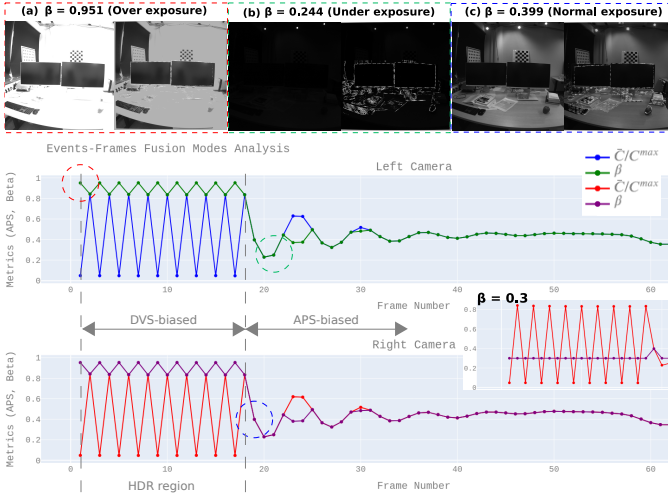 (a) β = 0,951 (Over exposure)
(b) β = 0.244 (Under exposure)
(c) β = 0,399 (Normal exposure)
Events-Frames Fusion Modes Analysis
Left Camera
C̄/C^max
β
C̄/C^max
β
Metrics (APS, Beta)
1
0.8
0.6
0.4
0.2
0
0 10 20 30 40 50 60
Frame Number
DVS-biased
APS-biased
β = 0.3
0.8
0.6
0.4
0.2
0
Right Camera
Metrics (APS, Beta)
1
0.8
0.6
0.4
0.2
0
0 10 20 30 40 50 60
HDR region
Frame Number